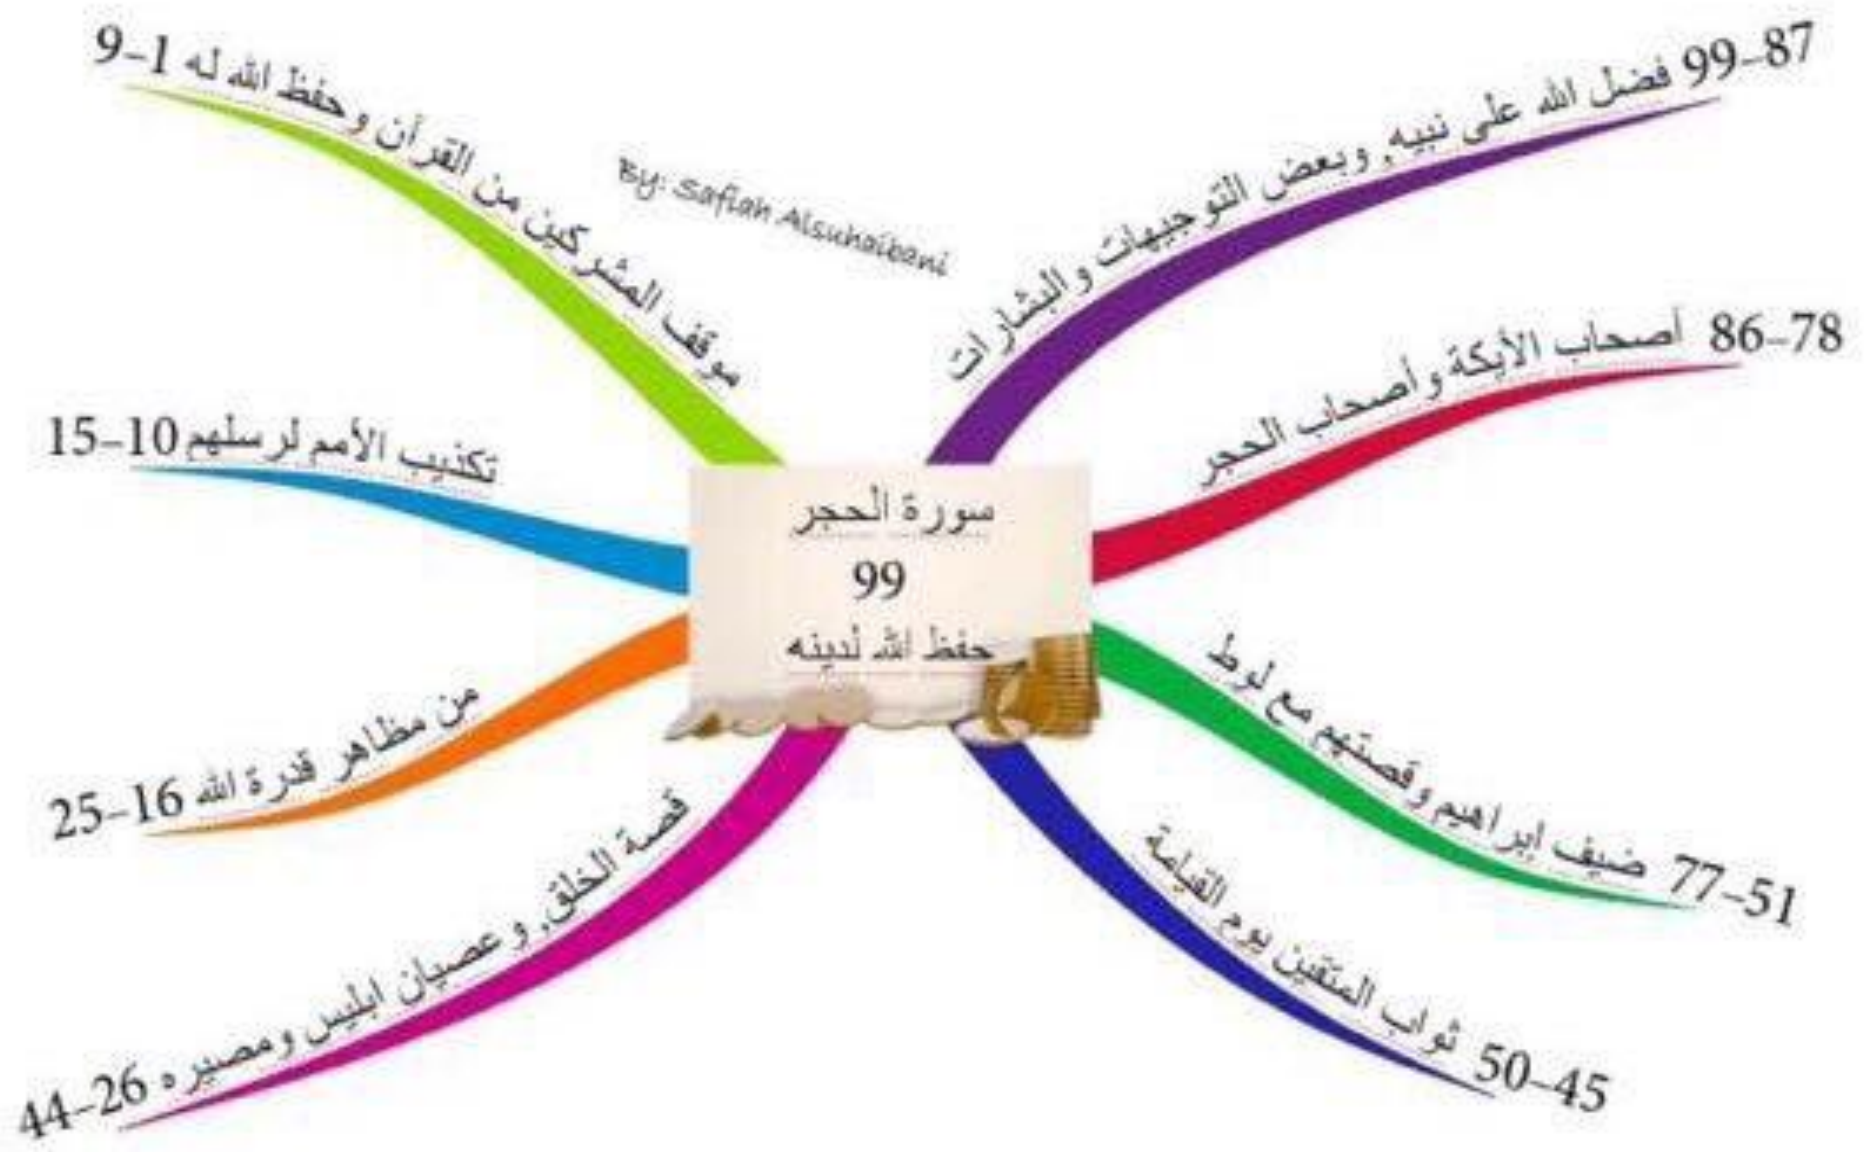 سورة الحجر
99
حفظ الله لدينه
موقف المشركين من القرآن وحفظ الله له 1-9
تكذيب الأمم لرسلهم 10-15
من مظاهر قدرة الله 16-25
قصة الخلق, وعصيان ابليس ومصيره 26-44
45-50 ثواب المتقين يوم القيامة
51-77 ضيف ابراهيم وقصتهم مع لوط
78-86 أصحاب الأيكة وأصحاب الحجر
87-99 فضل الله على نبيه, وبعض التوجيهات والبشارات
By: Safiah Alsuhaibani